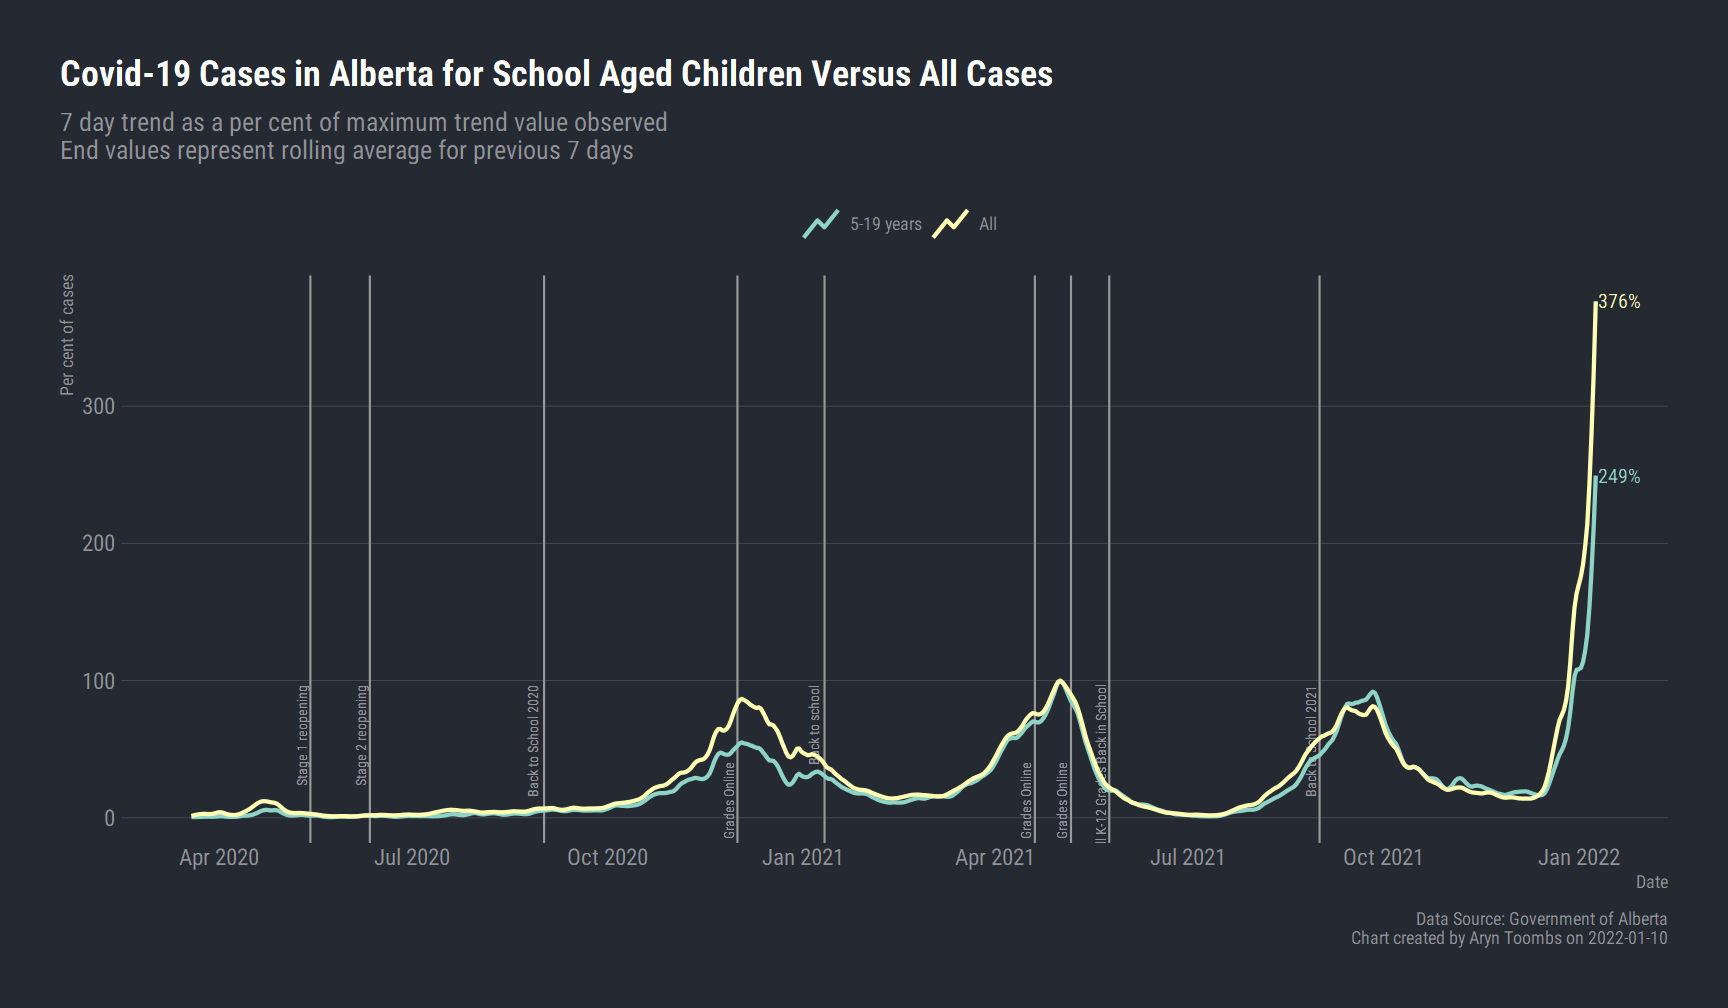 Covid-19 Cases in Alberta for School Aged Children Versus All Cases
7 day trend as a per cent of maximum trend value observed
End values represent rolling average for previous 7 days
5-19 years
All
Per cent of cases
376%
300
249%
200
100
0
Stage 1 reopening
Stage 2 reopening
Back to School 2020
Grades Online
Back to school
Grades Online
Grades Online
ll K-12 Grades Back in School
Back to School 2021
Apr 2020
Jul 2020
Oct 2020
Jan 2021
Apr 2021
Jul 2021
Oct 2021
Jan 2022
Date
Data Source: Government of Alberta
Chart created by Aryn Toombs on 2022-01-10